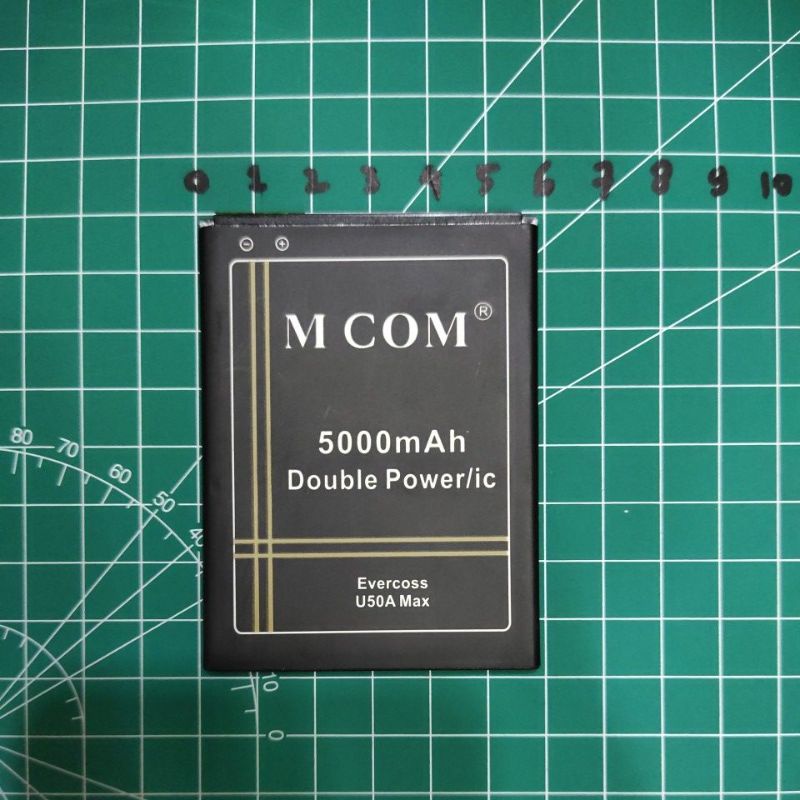 0 1 2 3 4 5 6 7 8 9 10
⊖ ⊕
M COM®
5000mAh
Double Power/ic
Evercoss
U50A Max
80 70 60 50 40
10
0